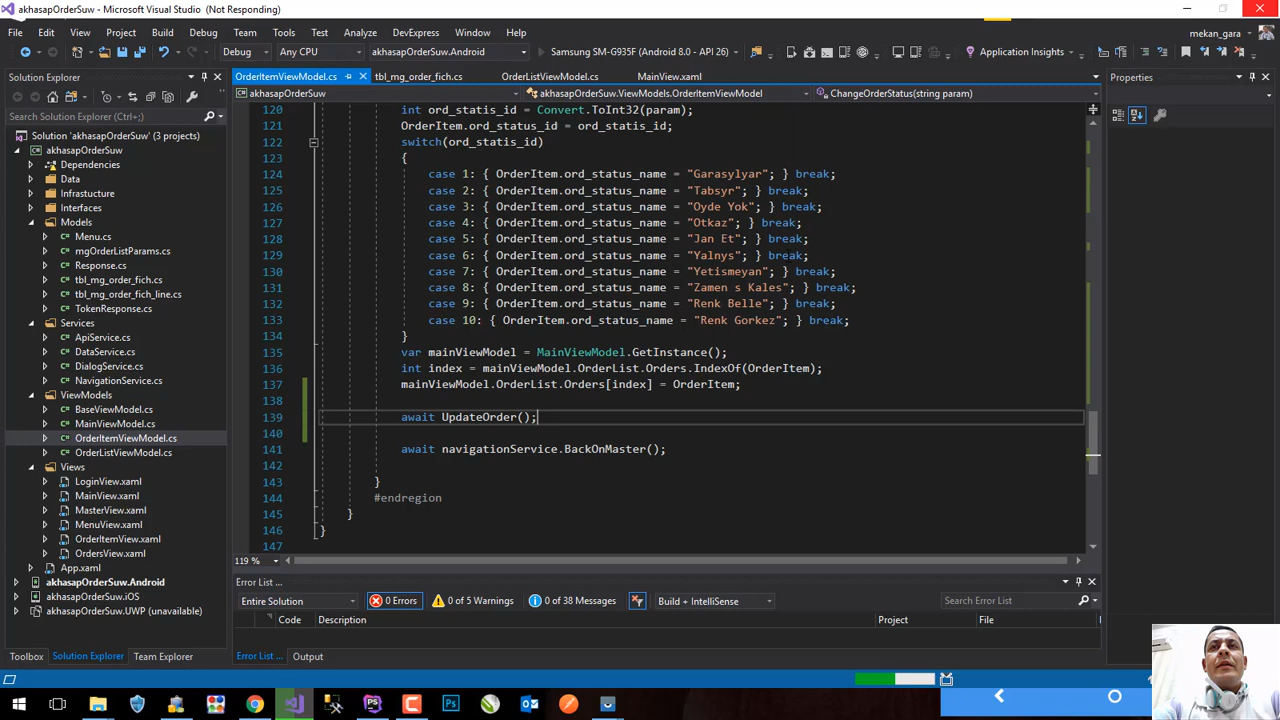 akhasapOrderSuw - Microsoft Visual Studio (Not Responding)
File Edit View Project Build Debug Team Tools Test Analyze Window DevExpress Help mekan_gara
Debug Any CPU akhasapOrderSuw.Android Samsung SM-G935F (Android 8.0 - API 26) Application Insights
Solution Explorer
Search Solution Explorer (Ctrl+;)
Solution 'akhasapOrderSuw' (3 projects)
akhasapOrderSuw
Dependencies
Data
Infrastucture
Interfaces
Models
Menu.cs
mgOrderListParams.cs
Response.cs
tbl_mg_order_fich.cs
tbl_mg_order_fich_line.cs
TokenResponse.cs
Services
ApiService.cs
DataService.cs
DialogService.cs
NavigationService.cs
ViewModels
BaseViewModel.cs
MainViewModel.cs
OrderItemViewModel.cs
OrderListViewModel.cs
Views
LoginView.xaml
MainView.xaml
MasterView.xaml
MenuView.xaml
OrderItemView.xaml
OrdersView.xaml
App.xaml
akhasapOrderSuw.Android
akhasapOrderSuw.iOS
akhasapOrderSuw.UWP (unavailable)
Toolbox Solution Explorer Team Explorer
OrderItemViewModel.cs tbl_mg_order_fich.cs OrderListViewModel.cs MainView.xaml
akhasapOrderSuw akhasapOrderSuw.ViewModels.OrderItemViewModel ChangeOrderStatus(string param)
120 int ord_statis_id = Convert.ToInt32(param);
121 OrderItem.ord_status_id = ord_statis_id;
122 switch(ord_statis_id)
123 {
124 case 1: { OrderItem.ord_status_name = "Garasylyar"; } break;
125 case 2: { OrderItem.ord_status_name = "Tabsyr"; } break;
126 case 3: { OrderItem.ord_status_name = "Oyde Yok"; } break;
127 case 4: { OrderItem.ord_status_name = "Otkaz"; } break;
128 case 5: { OrderItem.ord_status_name = "Jan Et"; } break;
129 case 6: { OrderItem.ord_status_name = "Yalnys"; } break;
130 case 7: { OrderItem.ord_status_name = "Yetismeyan"; } break;
131 case 8: { OrderItem.ord_status_name = "Zamen s Kales"; } break;
132 case 9: { OrderItem.ord_status_name = "Renk Belle"; } break;
133 case 10: { OrderItem.ord_status_name = "Renk Gorkez"; } break;
134 }
135 var mainViewModel = MainViewModel.GetInstance();
136 int index = mainViewModel.OrderList.Orders.IndexOf(OrderItem);
137 mainViewModel.OrderList.Orders[index] = OrderItem;
138
139 await UpdateOrder();
140
141 await navigationService.BackOnMaster();
142
143 }
144 #endregion
145 }
146 }
147
119 %
Error List ...
Entire Solution 0 Errors 0 of 5 Warnings 0 of 38 Messages Build + IntelliSense Search Error List
Code Description Project File
Error List ... Output
Properties